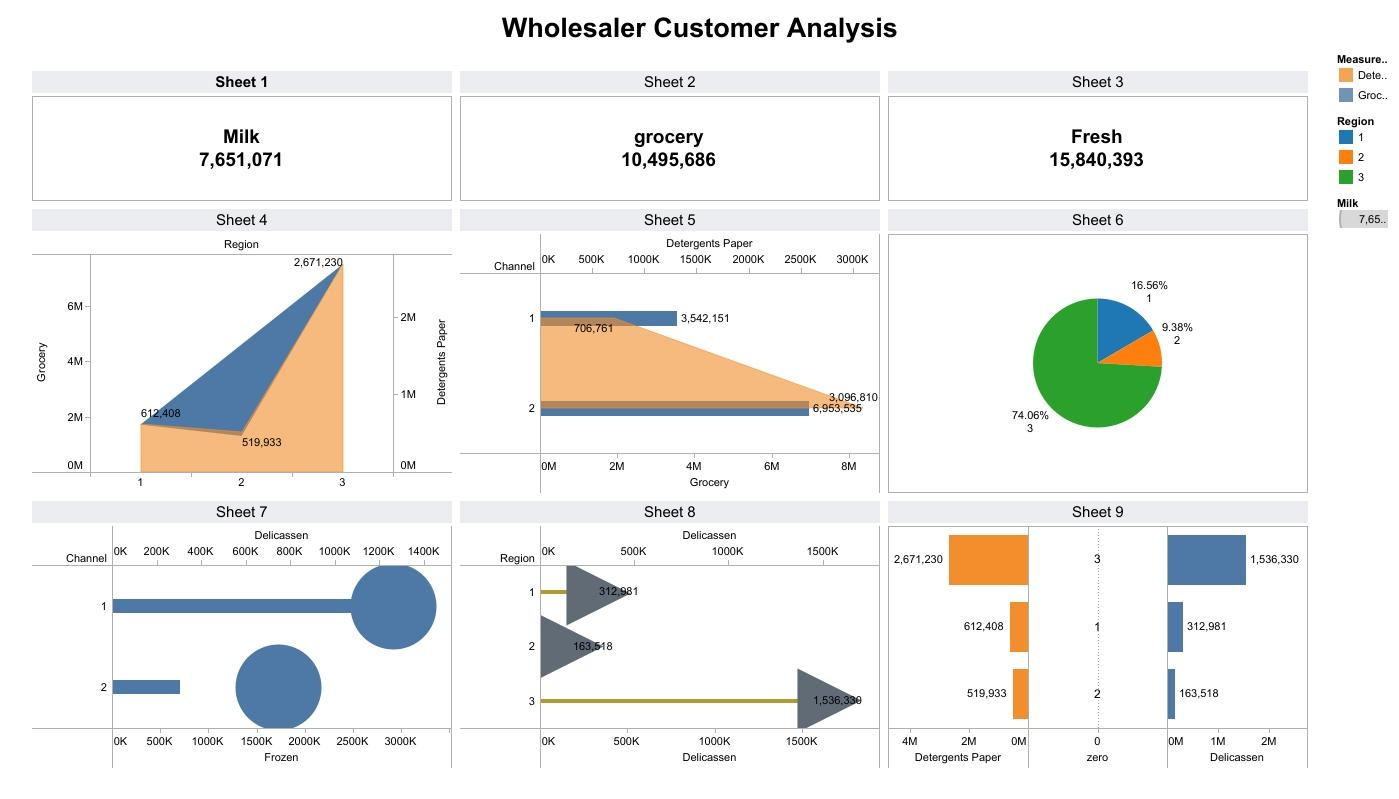 Wholesaler Customer Analysis
Sheet 1
Milk
7,651,071
Sheet 2
grocery
10,495,686
Sheet 3
Fresh
15,840,393
Measure..
Dete..
Groc..
Region
1
2
3
Milk
7,65..
Sheet 4
Region
2,671,230
6M
4M
2M
0M
Grocery
612,408
519,933
2M
1M
0M
Detergents Paper
1 2 3
Sheet 5
Detergents Paper
Channel
0K 500K 1000K 1500K 2000K 2500K 3000K
1
3,542,151
706,761
2
3,096,810
6,953,535
0M 2M 4M 6M 8M
Grocery
Sheet 6
16.56%
1
9.38%
2
74.06%
3
Sheet 7
Delicassen
Channel
0K 200K 400K 600K 800K 1000K 1200K 1400K
1
2
0K 500K 1000K 1500K 2000K 2500K 3000K
Frozen
Sheet 8
Delicassen
Region
0K 500K 1000K 1500K
1
312,981
2
163,518
3
1,536,330
0K 500K 1000K 1500K
Delicassen
Sheet 9
2,671,230 3 1,536,330
612,408 1 312,981
519,933 2 163,518
4M 2M 0M 0 0M 1M 2M
Detergents Paper zero Delicassen